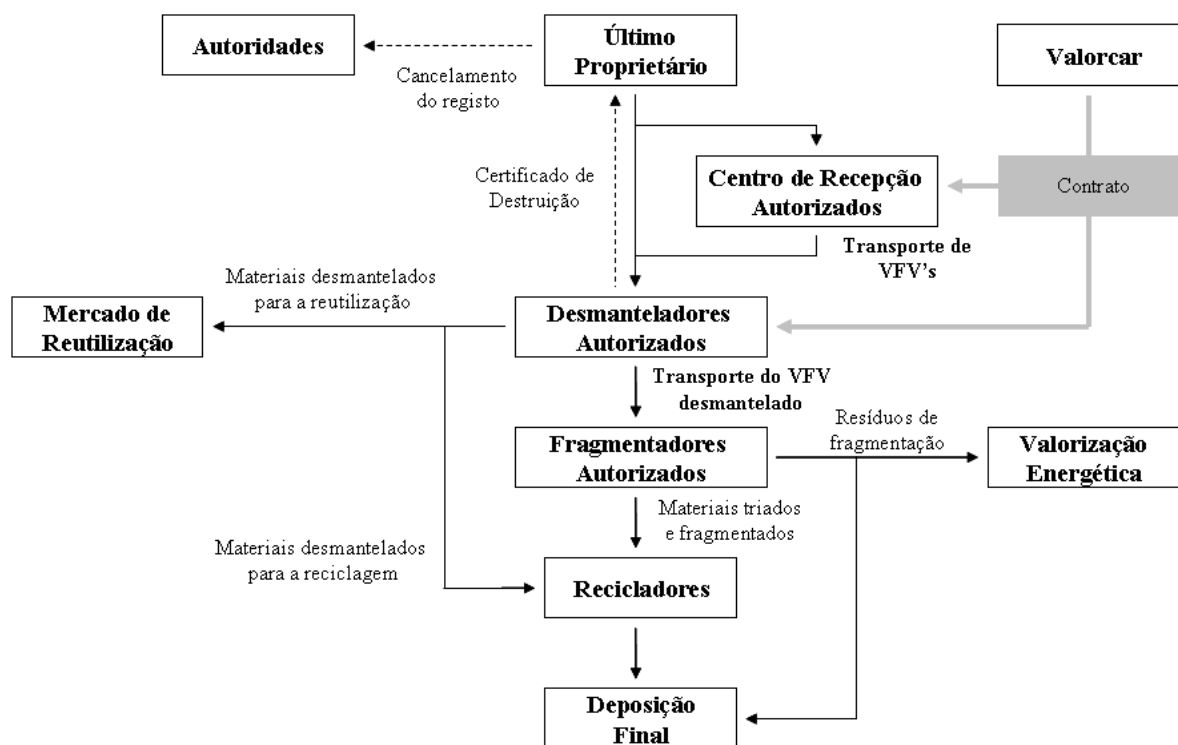 Autoridades
Último
Proprietário
Valorcar
Cancelamento
do registo
Certificado de
Destruição
Centro de Recepção
Autorizados
Contrato
Transporte de
VFV's
Materiais desmantelados
para a reutilização
Mercado de
Reutilização
Desmanteladores
Autorizados
Transporte do VFV
desmantelado
Resíduos de
fragmentação
Fragmentadores
Autorizados
Valorização
Energética
Materiais triados
e fragmentados
Materiais desmantelados
para a reciclagem
Recicladores
Deposição
Final